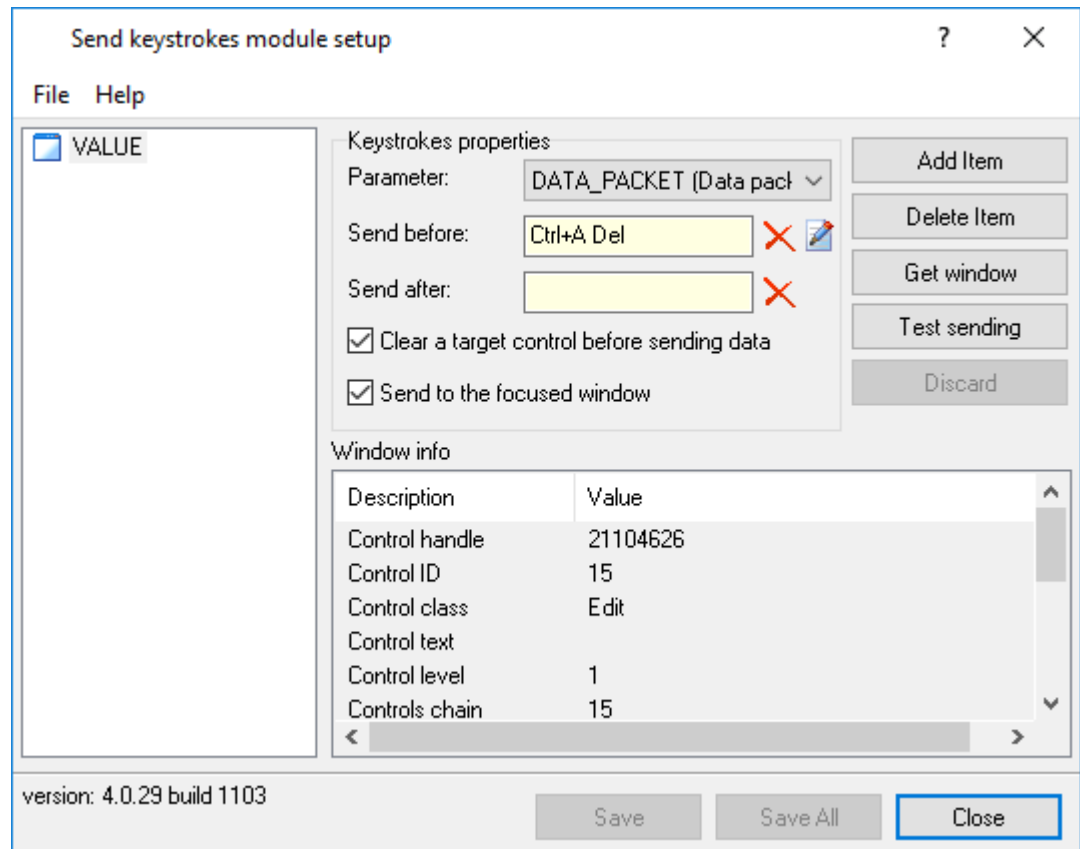 Send keystrokes module setup
?
File Help
VALUE
Keystrokes properties
Parameter: DATA_PACKET (Data pack
Send before: Ctrl+A Del
Send after:
Clear a target control before sending data
Send to the focused window
Add Item
Delete Item
Get window
Test sending
Discard
Window info
Description Value
Control handle 21104626
Control ID 15
Control class Edit
Control text
Control level 1
Controls chain 15
version: 4.0.29 build 1103
Save Save All Close